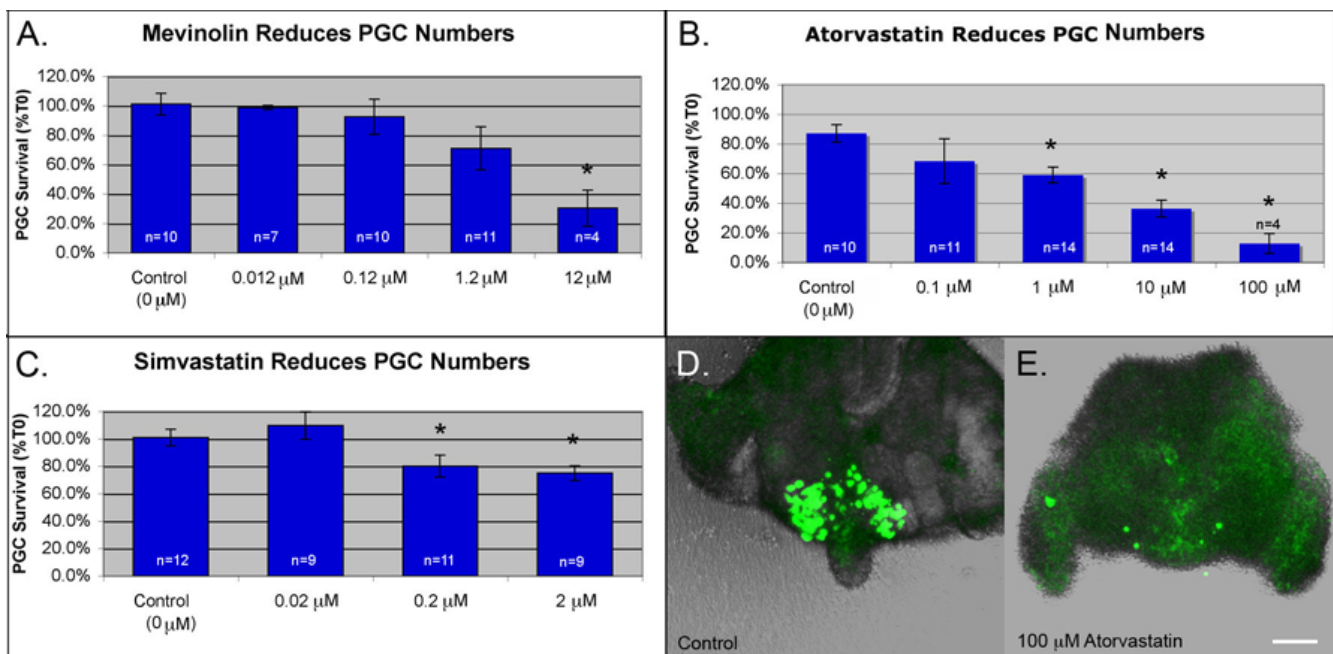 A.
Mevinolin Reduces PGC Numbers
PGC Survival (%T0)
120.0%
100.0%
80.0%
60.0%
40.0%
20.0%
0.0%
*
n=10 n=7 n=10 n=11 n=4
Control 0.012 μM 0.12 μM 1.2 μM 12 μM
(0 μM)
B.
Atorvastatin Reduces PGC Numbers
PGC Survival (%T0)
120.0%
100.0%
80.0%
60.0%
40.0%
20.0%
0.0%
* * *
n=10 n=11 n=14 n=14 n=4
Control 0.1 μM 1 μM 10 μM 100 μM
(0 μM)
C.
Simvastatin Reduces PGC Numbers
PGC Survival (%T0)
120.0%
100.0%
80.0%
60.0%
40.0%
20.0%
0.0%
* *
n=12 n=9 n=11 n=9
Control 0.02 μM 0.2 μM 2 μM
(0 μM)
D.
Control
E.
100 μM Atorvastatin